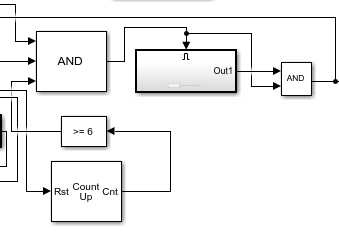 AND
Out1
AND
>= 6
Rst Count Up Cnt